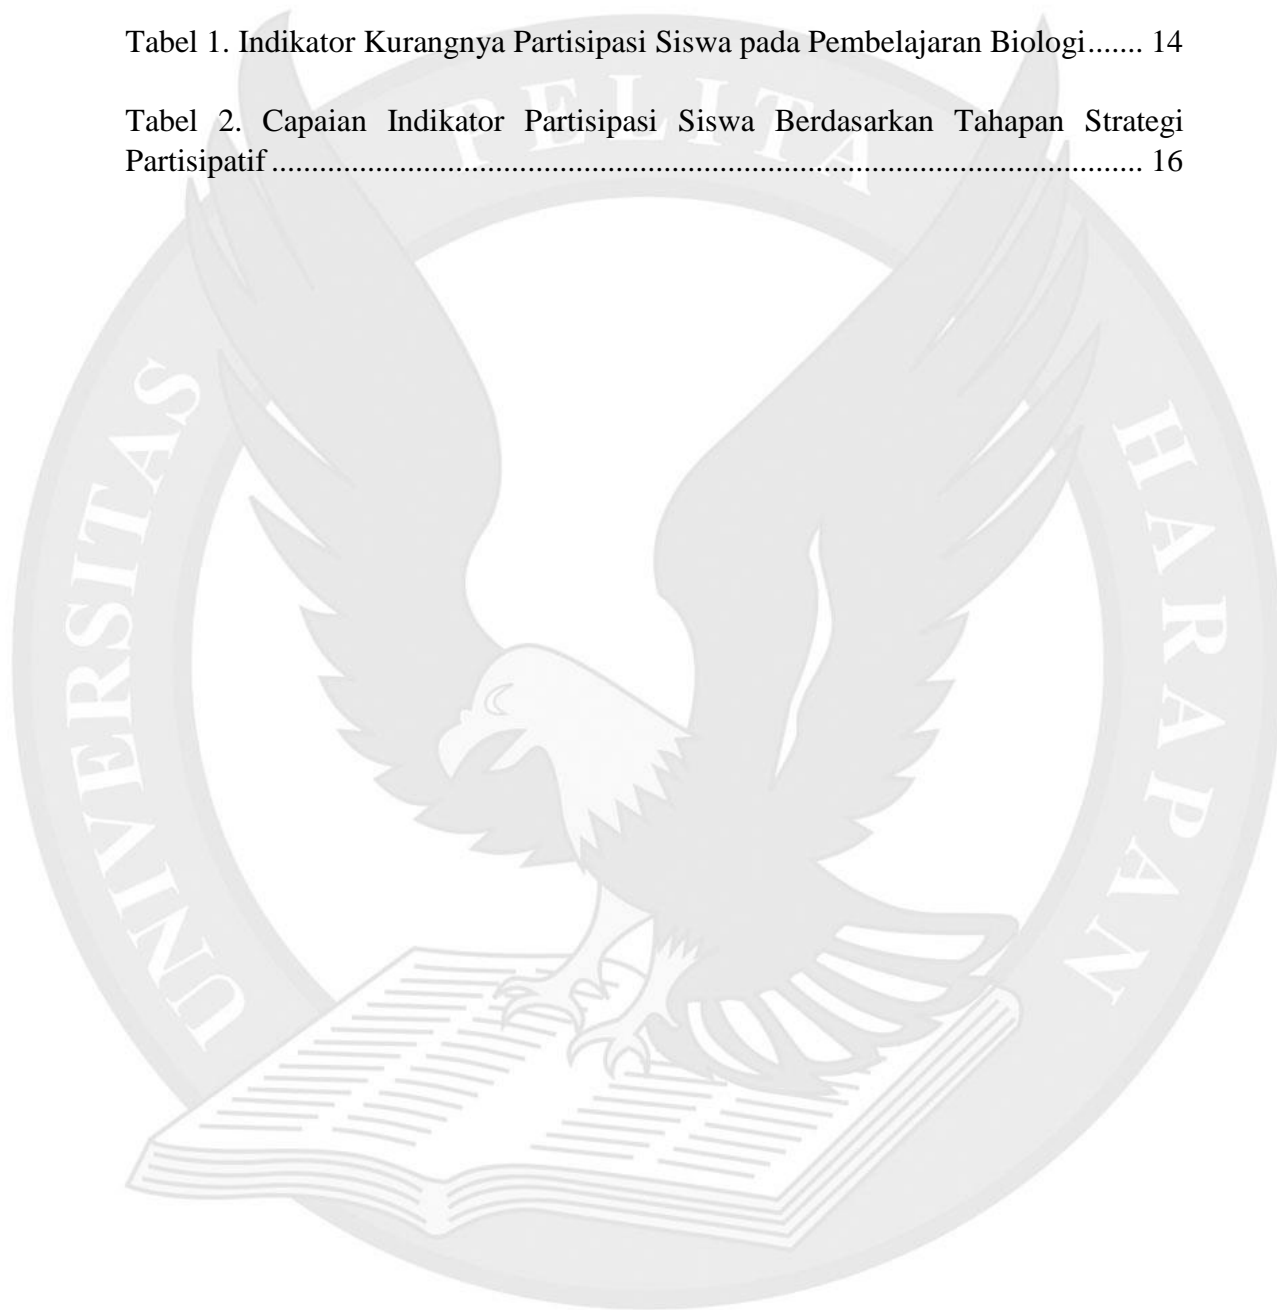 Tabel 1. Indikator Kurangnya Partisipasi Siswa pada Pembelajaran Biologi....... 14
Tabel 2. Capaian Indikator Partisipasi Siswa Berdasarkan Tahapan Strategi
Partisipatif ............................................................................................................. 16
UNIVERSITAS PELITA HARAPAN